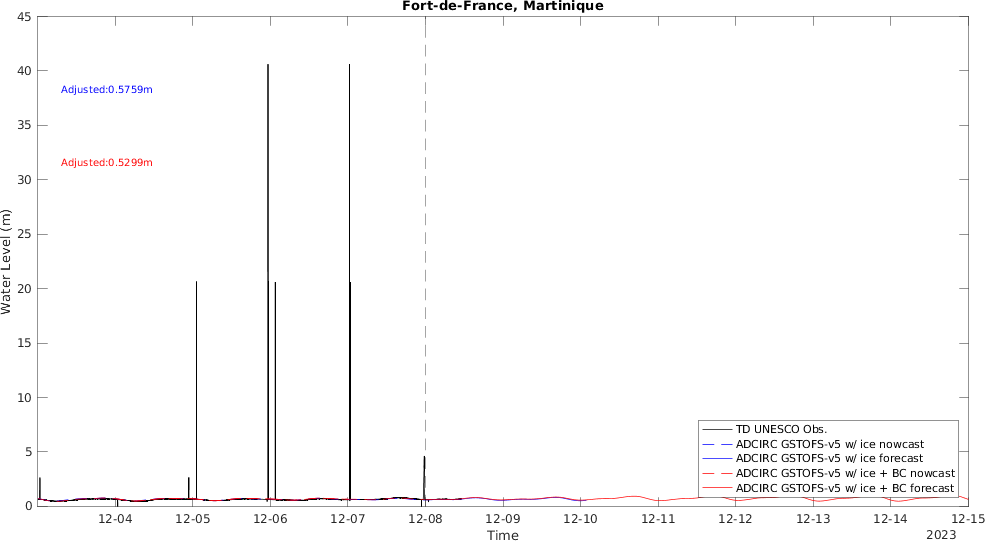 Fort-de-France, Martinique
45
40
35
30
25
20
15
10
5
0
Water Level (m)
Adjusted:0.5759m
Adjusted:0.5299m
TD UNESCO Obs.
ADCIRC GSTOFS-v5 w/ ice nowcast
ADCIRC GSTOFS-v5 w/ ice forecast
ADCIRC GSTOFS-v5 w/ ice + BC nowcast
ADCIRC GSTOFS-v5 w/ ice + BC forecast
12-04 12-05 12-06 12-07 12-08 12-09 12-10 12-11 12-12 12-13 12-14 12-15
Time
2023